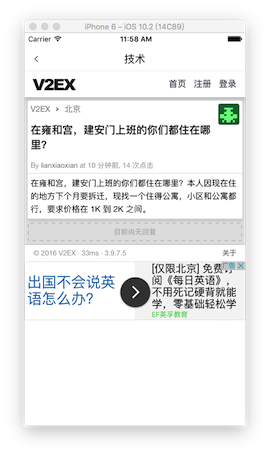 iPhone 6 – iOS 10.2 (14C89)
Carrier 11:58 AM
技术
V2EX 首页 注册 登录
V2EX › 北京
在雍和宫，建安门上班的你们都住在哪
里？
By lianxiaoxian at 10 分钟前, 14 次点击
在雍和宫，建安门上班的你们都住在哪里？本人因现在住
的地方下个月要拆迁，现找一个住得公寓，小区和公寓都
行，要求价格在 1K 到 2K 之间。
目前尚无回复
© 2016 V2EX · 33ms · 3.9.7.5 关于
出国不会说英
语怎么办？
[仅限北京] 免费订
阅《每日英语》，
不用死记硬背就能
学，零基础轻松学
EF英孚教育
广告